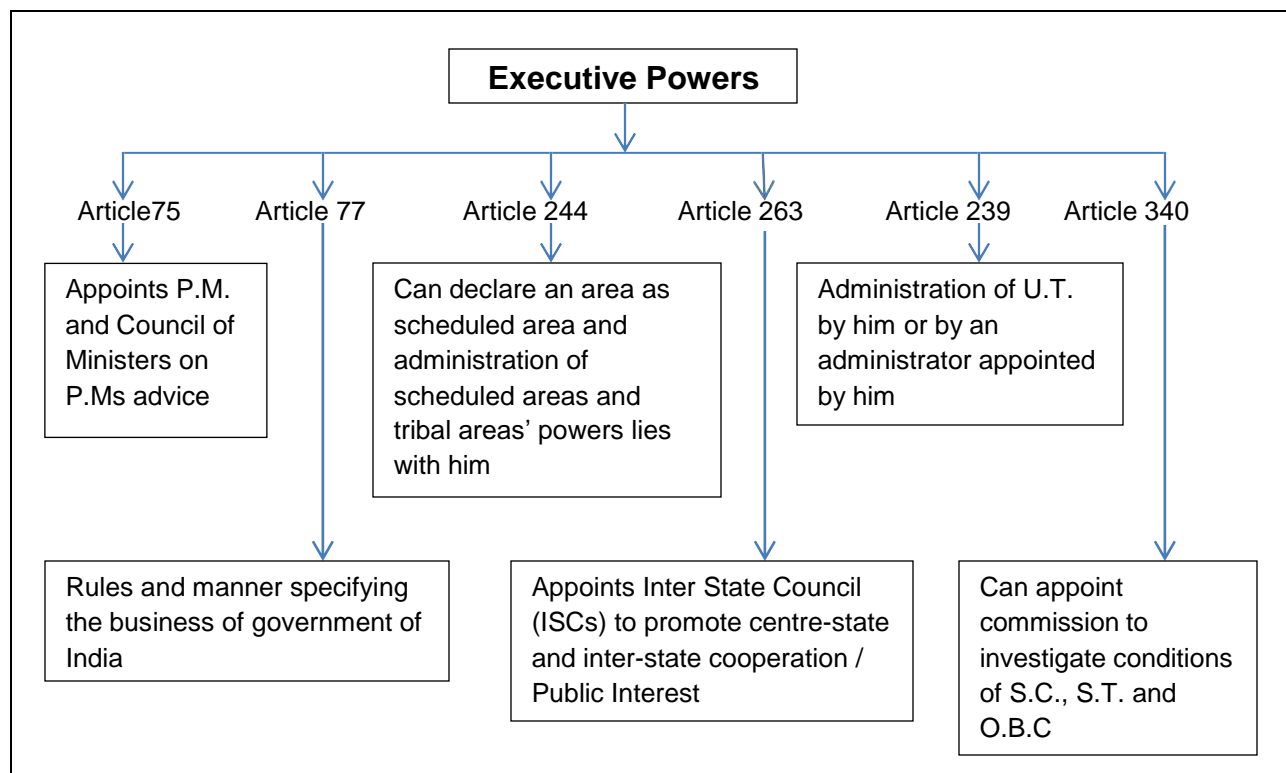 Executive Powers
Article75
Article 77
Article 244
Article 263
Article 239
Article 340
Appoints P.M.
and Council of
Ministers on
P.Ms advice
Can declare an area as
scheduled area and
administration of
scheduled areas and
tribal areas’ powers lies
with him
Administration of U.T.
by him or by an
administrator appointed
by him
Rules and manner specifying
the business of government of
India
Appoints Inter State Council
(ISCs) to promote centre-state
and inter-state cooperation /
Public Interest
Can appoint
commission to
investigate conditions
of S.C., S.T. and
O.B.C